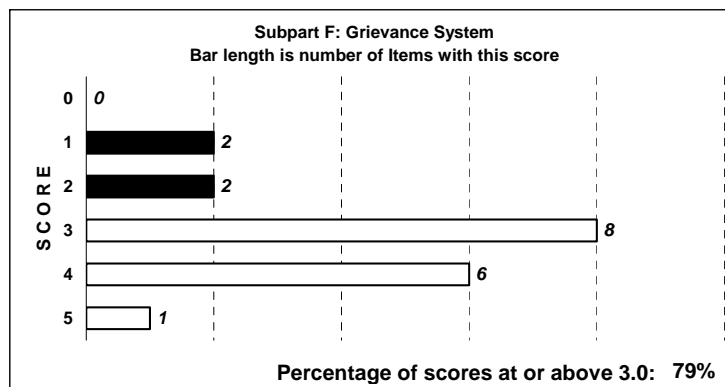 Subpart F: Grievance System
Bar length is number of Items with this score
0 0
1 2
2 2
3 8
4 6
5 1
SCORE
Percentage of scores at or above 3.0: 79%